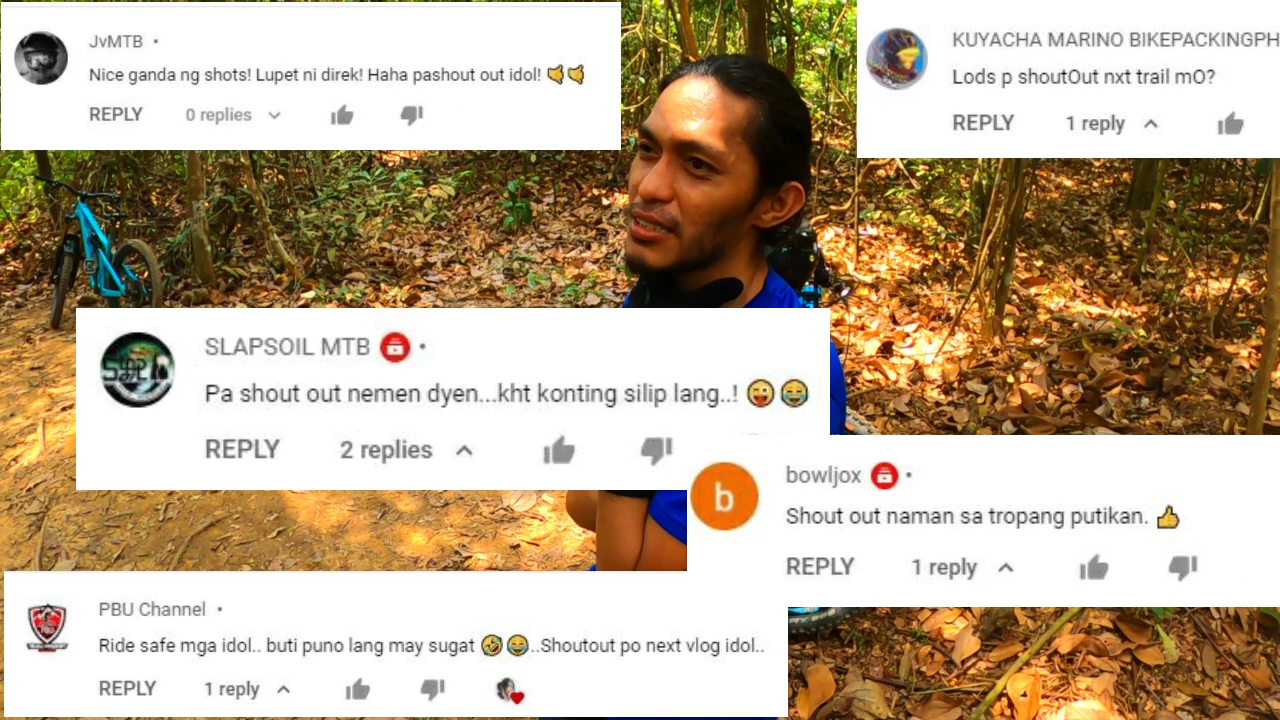 JvMTB •
Nice ganda ng shots! Lupet ni direk! Haha pashout out idol! 🤙🤙
REPLY 0 replies
KUYACHA MARINO BIKEPACKINGPH
Lods p shoutOut nxt trail mO?
REPLY 1 reply
SLAPSOIL MTB •
Pa shout out nemen dyen...kht konting silip lang..! 😜😂
REPLY 2 replies
b
bowljox •
Shout out naman sa tropang putikan. 👍
REPLY 1 reply
PBU Channel •
Ride safe mga idol.. buti puno lang may sugat 🤣😂..Shoutout po next vlog idol..
REPLY 1 reply